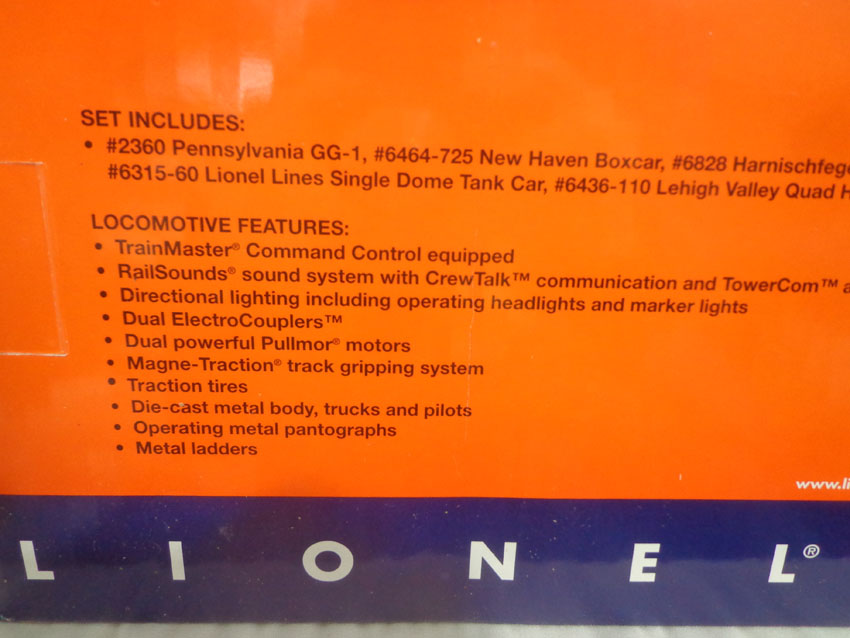 SET INCLUDES:
• #2360 Pennsylvania GG-1, #6464-725 New Haven Boxcar, #6828
#6315-60 Lionel Lines Single Dome Tank Car, #6436-110 Lehigh Valley Quad
LOCOMOTIVE FEATURES:
• TrainMaster® Command Control equipped
• RailSounds® sound system with CrewTalk™ communication and TowerCom™
• Directional lighting including operating headlights and marker lights
• Dual ElectroCouplers™
• Dual powerful Pullmor® motors
• Magne-Traction® track gripping system
• Traction tires
• Die-cast metal body, trucks and pilots
• Operating metal pantographs
• Metal ladders
www.li
LIONEL®